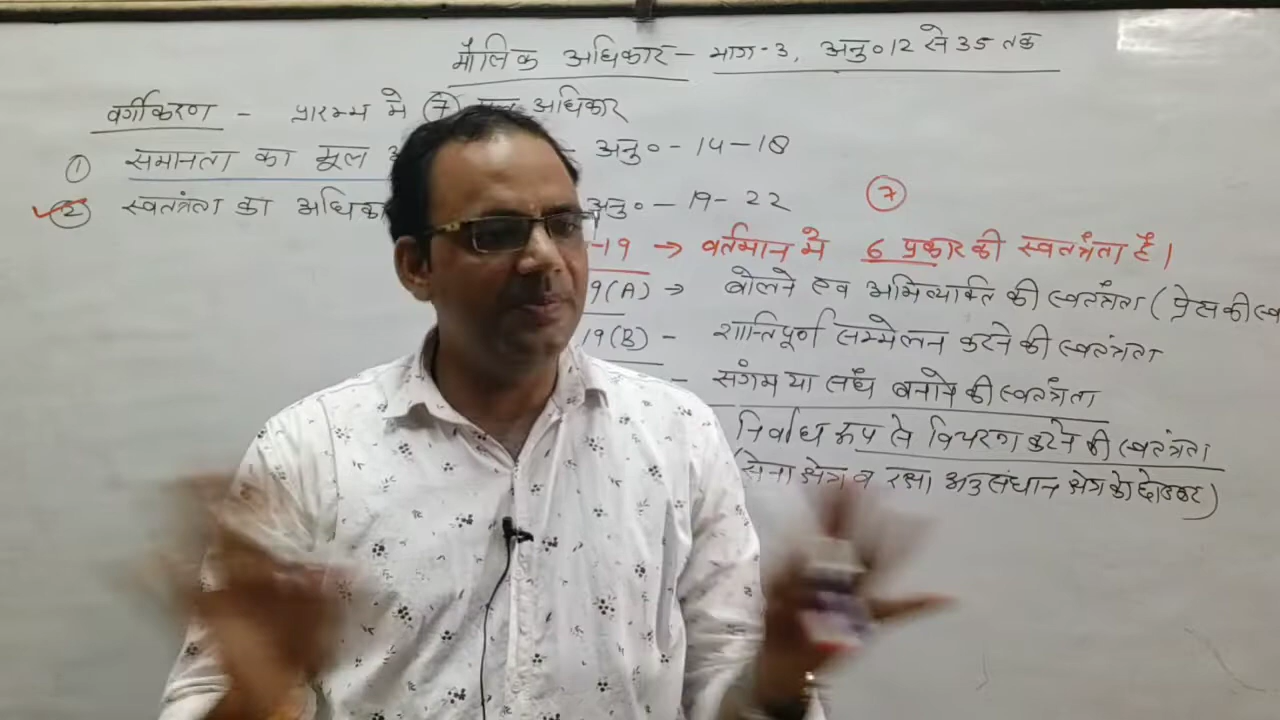 मौलिक अधिकार - भाग-3, अनु० 12 से 35 तक
वर्गीकरण - प्रारम्भ मे 7 अधिकार
① समानता का मूल अनु० - 14-18
② स्वतंत्रता का अधिका अनु० - 19-22
7
-19 → वर्तमान मे 6 प्रकार की स्वतंत्रता है।
9(A) → बोलने एव अभिव्यक्ति की स्वतंत्रता (प्रेस की स्व
19(B) - शान्तिपूर्ण सम्मेलन करने की स्वतंत्रता
- संगम या संघ बनाने की स्वतंत्रता
निर्वाध रूप से विचरण करने की स्वतंत्रता
(सेना क्षेत्र व रक्षा अनुसंधान क्षेत्र को छोडकर)